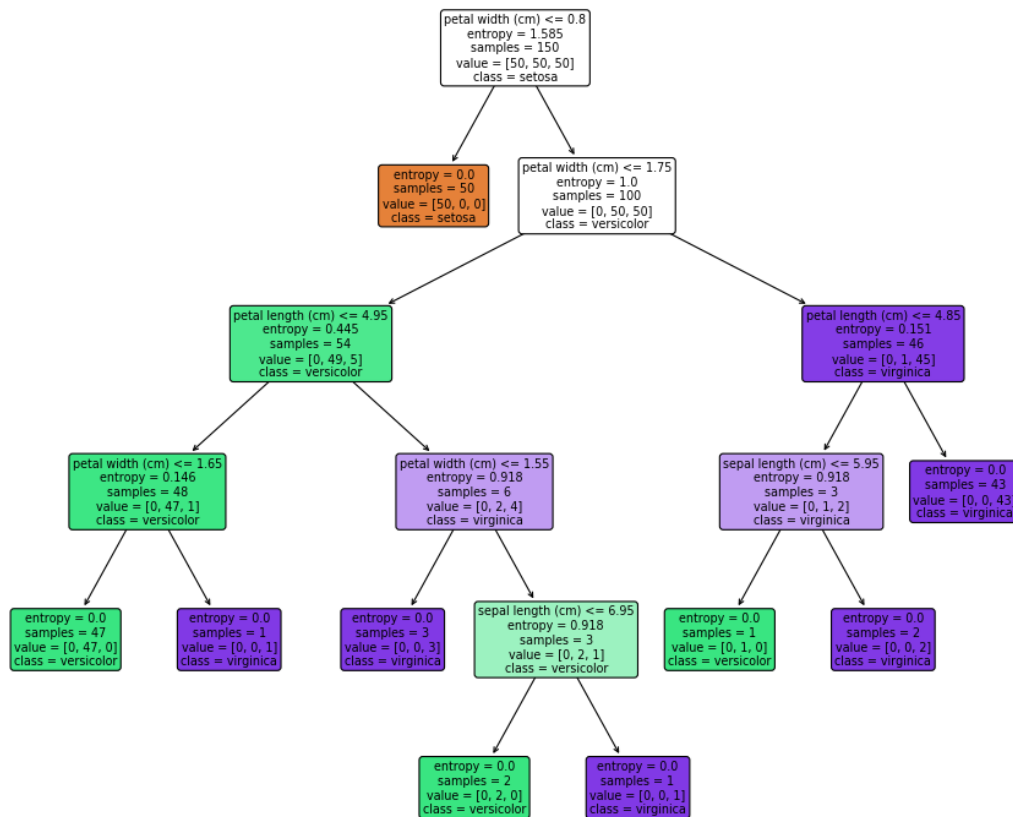 petal width (cm) <= 0.8
entropy = 1.585
samples = 150
value = [50, 50, 50]
class = setosa
entropy = 0.0
samples = 50
value = [50, 0, 0]
class = setosa
petal width (cm) <= 1.75
entropy = 1.0
samples = 100
value = [0, 50, 50]
class = versicolor
petal length (cm) <= 4.95
entropy = 0.445
samples = 54
value = [0, 49, 5]
class = versicolor
petal length (cm) <= 4.85
entropy = 0.151
samples = 46
value = [0, 1, 45]
class = virginica
petal width (cm) <= 1.65
entropy = 0.146
samples = 48
value = [0, 47, 1]
class = versicolor
petal width (cm) <= 1.55
entropy = 0.918
samples = 6
value = [0, 2, 4]
class = virginica
sepal length (cm) <= 5.95
entropy = 0.918
samples = 3
value = [0, 1, 2]
class = virginica
entropy = 0.0
samples = 43
value = [0, 0, 43]
class = virginica
entropy = 0.0
samples = 47
value = [0, 47, 0]
class = versicolor
entropy = 0.0
samples = 1
value = [0, 0, 1]
class = virginica
entropy = 0.0
samples = 3
value = [0, 0, 3]
class = virginica
sepal length (cm) <= 6.95
entropy = 0.918
samples = 3
value = [0, 2, 1]
class = versicolor
entropy = 0.0
samples = 1
value = [0, 1, 0]
class = versicolor
entropy = 0.0
samples = 2
value = [0, 0, 2]
class = virginica
entropy = 0.0
samples = 2
value = [0, 2, 0]
class = versicolor
entropy = 0.0
samples = 1
value = [0, 0, 1]
class = virginica